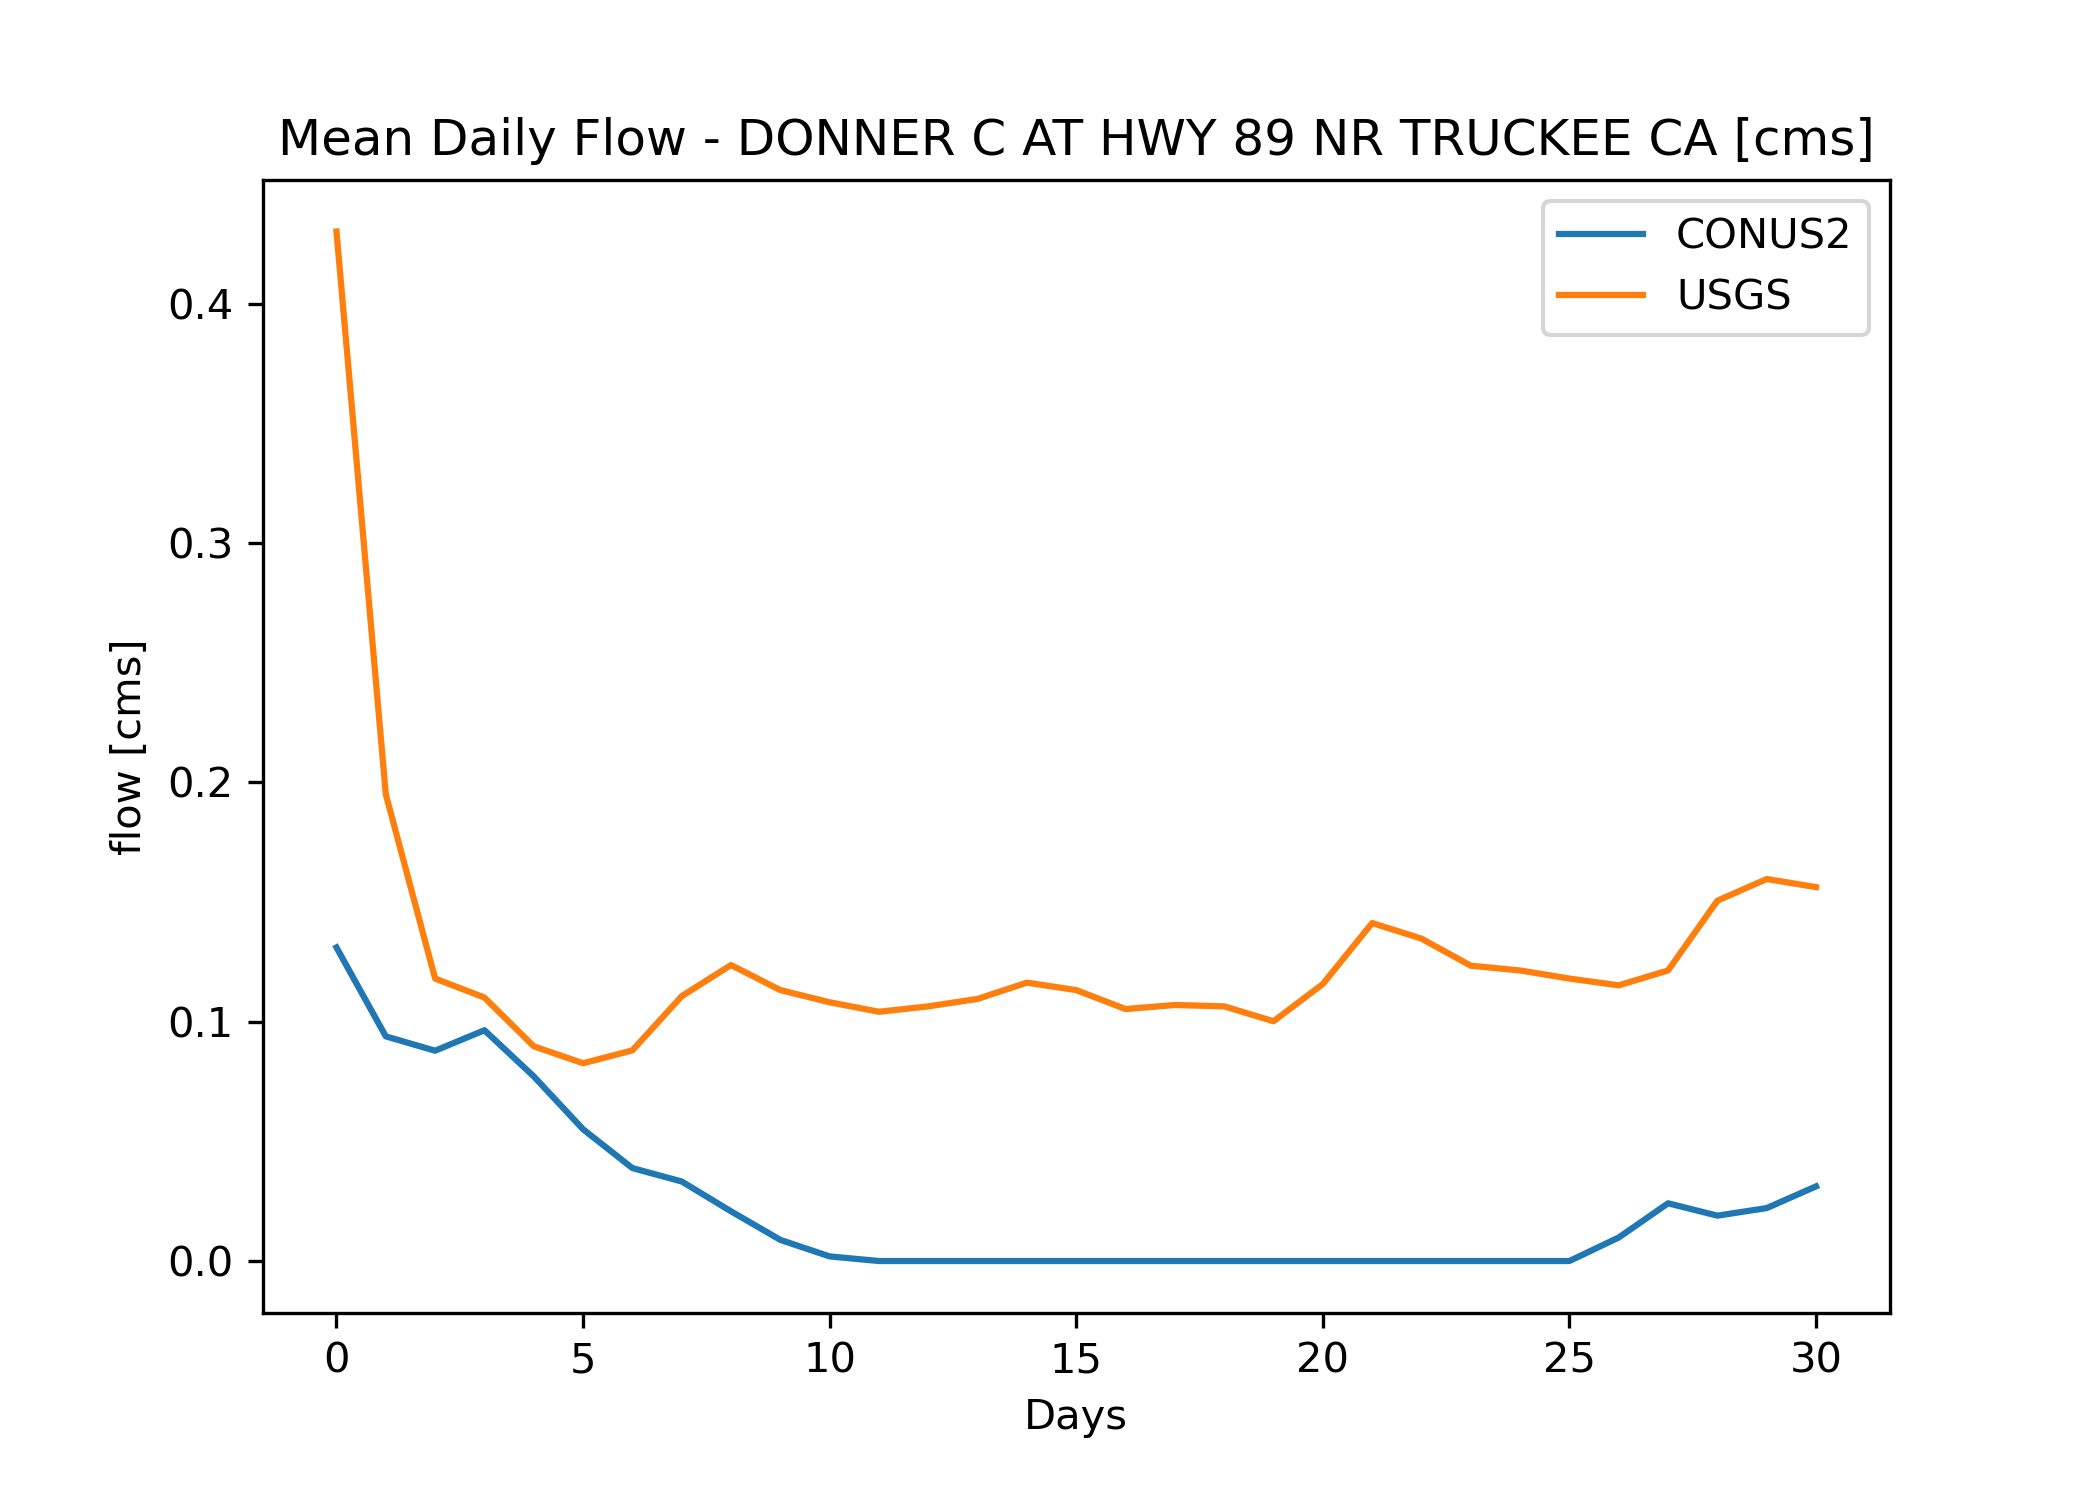 Mean Daily Flow - DONNER C AT HWY 89 NR TRUCKEE CA [cms]
CONUS2
USGS
flow [cms]
0.4
0.3
0.2
0.1
0.0
0 5 10 15 20 25 30
Days